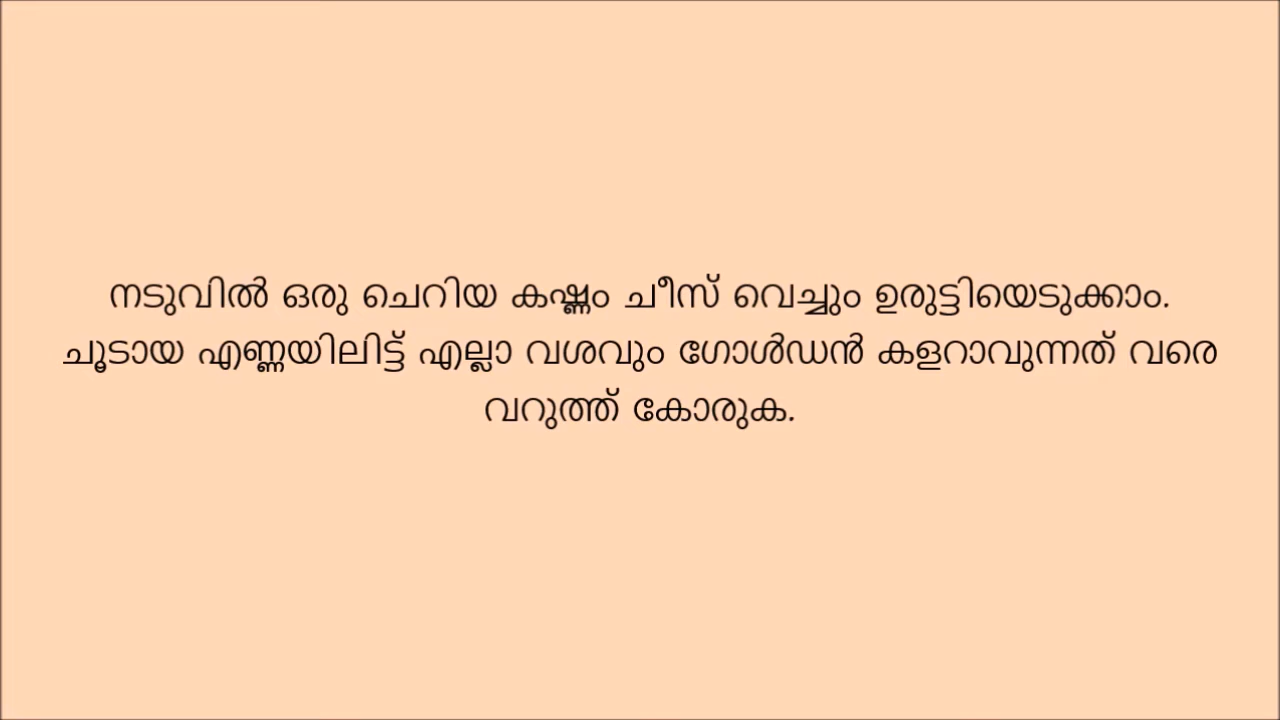 നടുവിൽ ഒരു ചെറിയ കഷ്ണം ചീസ് വെച്ചും ഉരുട്ടിയെടുക്കാം.
ചൂടായ എണ്ണയിലിട്ട് എല്ലാ വശവും ഗോൾഡൻ കളറാവുന്നത് വരെ
വറുത്ത് കോരുക.